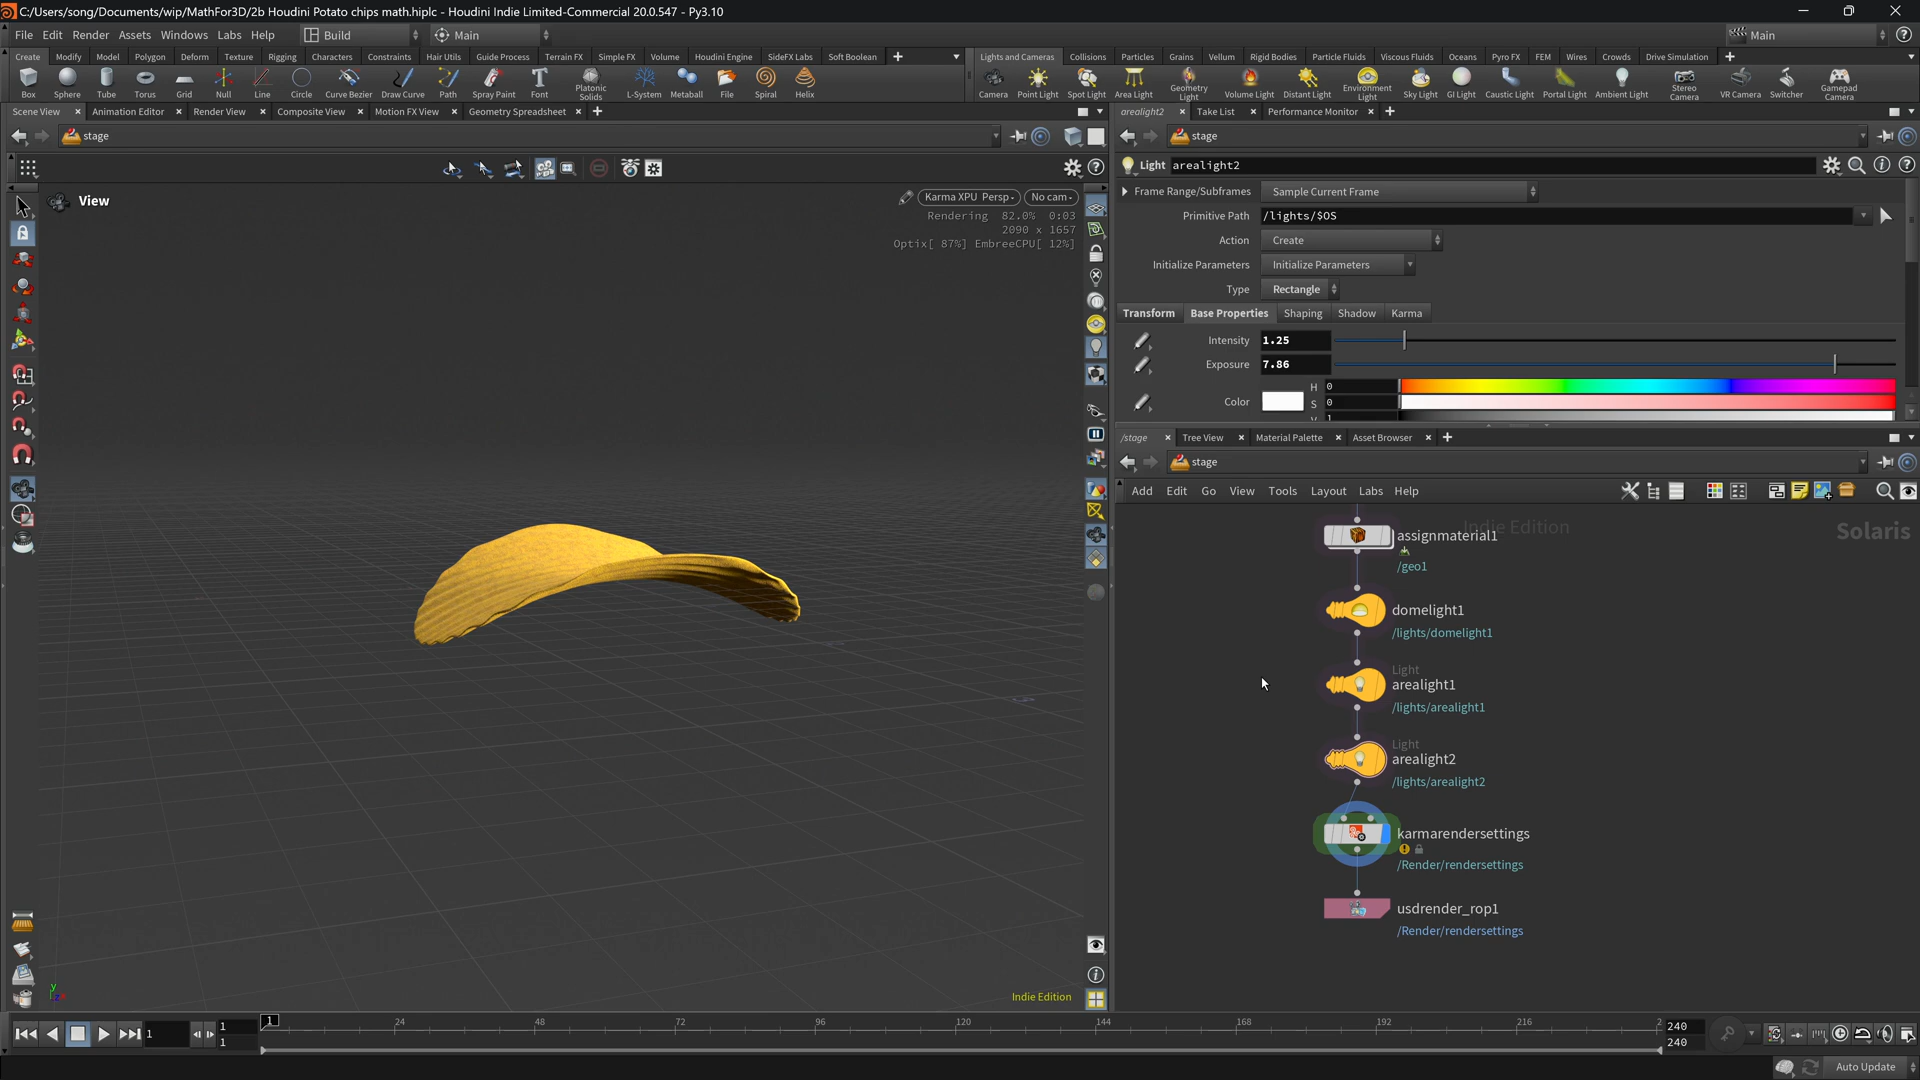 C:/Users/song/Documents/wip/MathFor3D/2b Houdini Potato chips math.hiplc - Houdini Indie Limited-Commercial 20.0.547 - Py3.10
File Edit Render Assets Windows Labs Help Build Main Main
Create Modify Model Polygon Deform Texture Rigging Characters Constraints Hair Utils Guide Process Terrain FX Simple FX Volume Houdini Engine SideFX Labs Soft Boolean
Lights and Cameras Collisions Particles Grains Vellum Rigid Bodies Particle Fluids Viscous Fluids Oceans Pyro FX FEM Wires Crowds Drive Simulation
Box Sphere Tube Torus Grid Null Line Circle Curve Bezier Draw Curve Path Spray Paint Font Platonic Solids L-System Metaball File Spiral Helix
Camera Point Light Spot Light Area Light Geometry Light Volume Light Distant Light Environment Light Sky Light GI Light Caustic Light Portal Light Ambient Light Stereo Camera VR Camera Switcher Gamepad Camera
Scene View Animation Editor Render View Composite View Motion FX View Geometry Spreadsheet
stage
View
Karma XPU Persp No cam
Rendering 82.0% 0:03
2090 x 1657
Optix[ 87%] EmbreeCPU[ 12%]
Indie Edition
arealight2 Take List Performance Monitor
stage
Light arealight2
Frame Range/Subframes Sample Current Frame
Primitive Path /lights/$OS
Action Create
Initialize Parameters Initialize Parameters
Type Rectangle
Transform Base Properties Shaping Shadow Karma
Intensity 1.25
Exposure 7.86
H 0
Color S 0
/stage Tree View Material Palette Asset Browser
stage
Add Edit Go View Tools Layout Labs Help
Indie Edition
Solaris
assignmaterial1
/geo1
domelight1
/lights/domelight1
Light
arealight1
/lights/arealight1
Light
arealight2
/lights/arealight2
karmarendersettings
/Render/rendersettings
usdrender_rop1
/Render/rendersettings
1 1 1 1 24 48 72 96 120 144 168 192 216 2 240
240
Auto Update